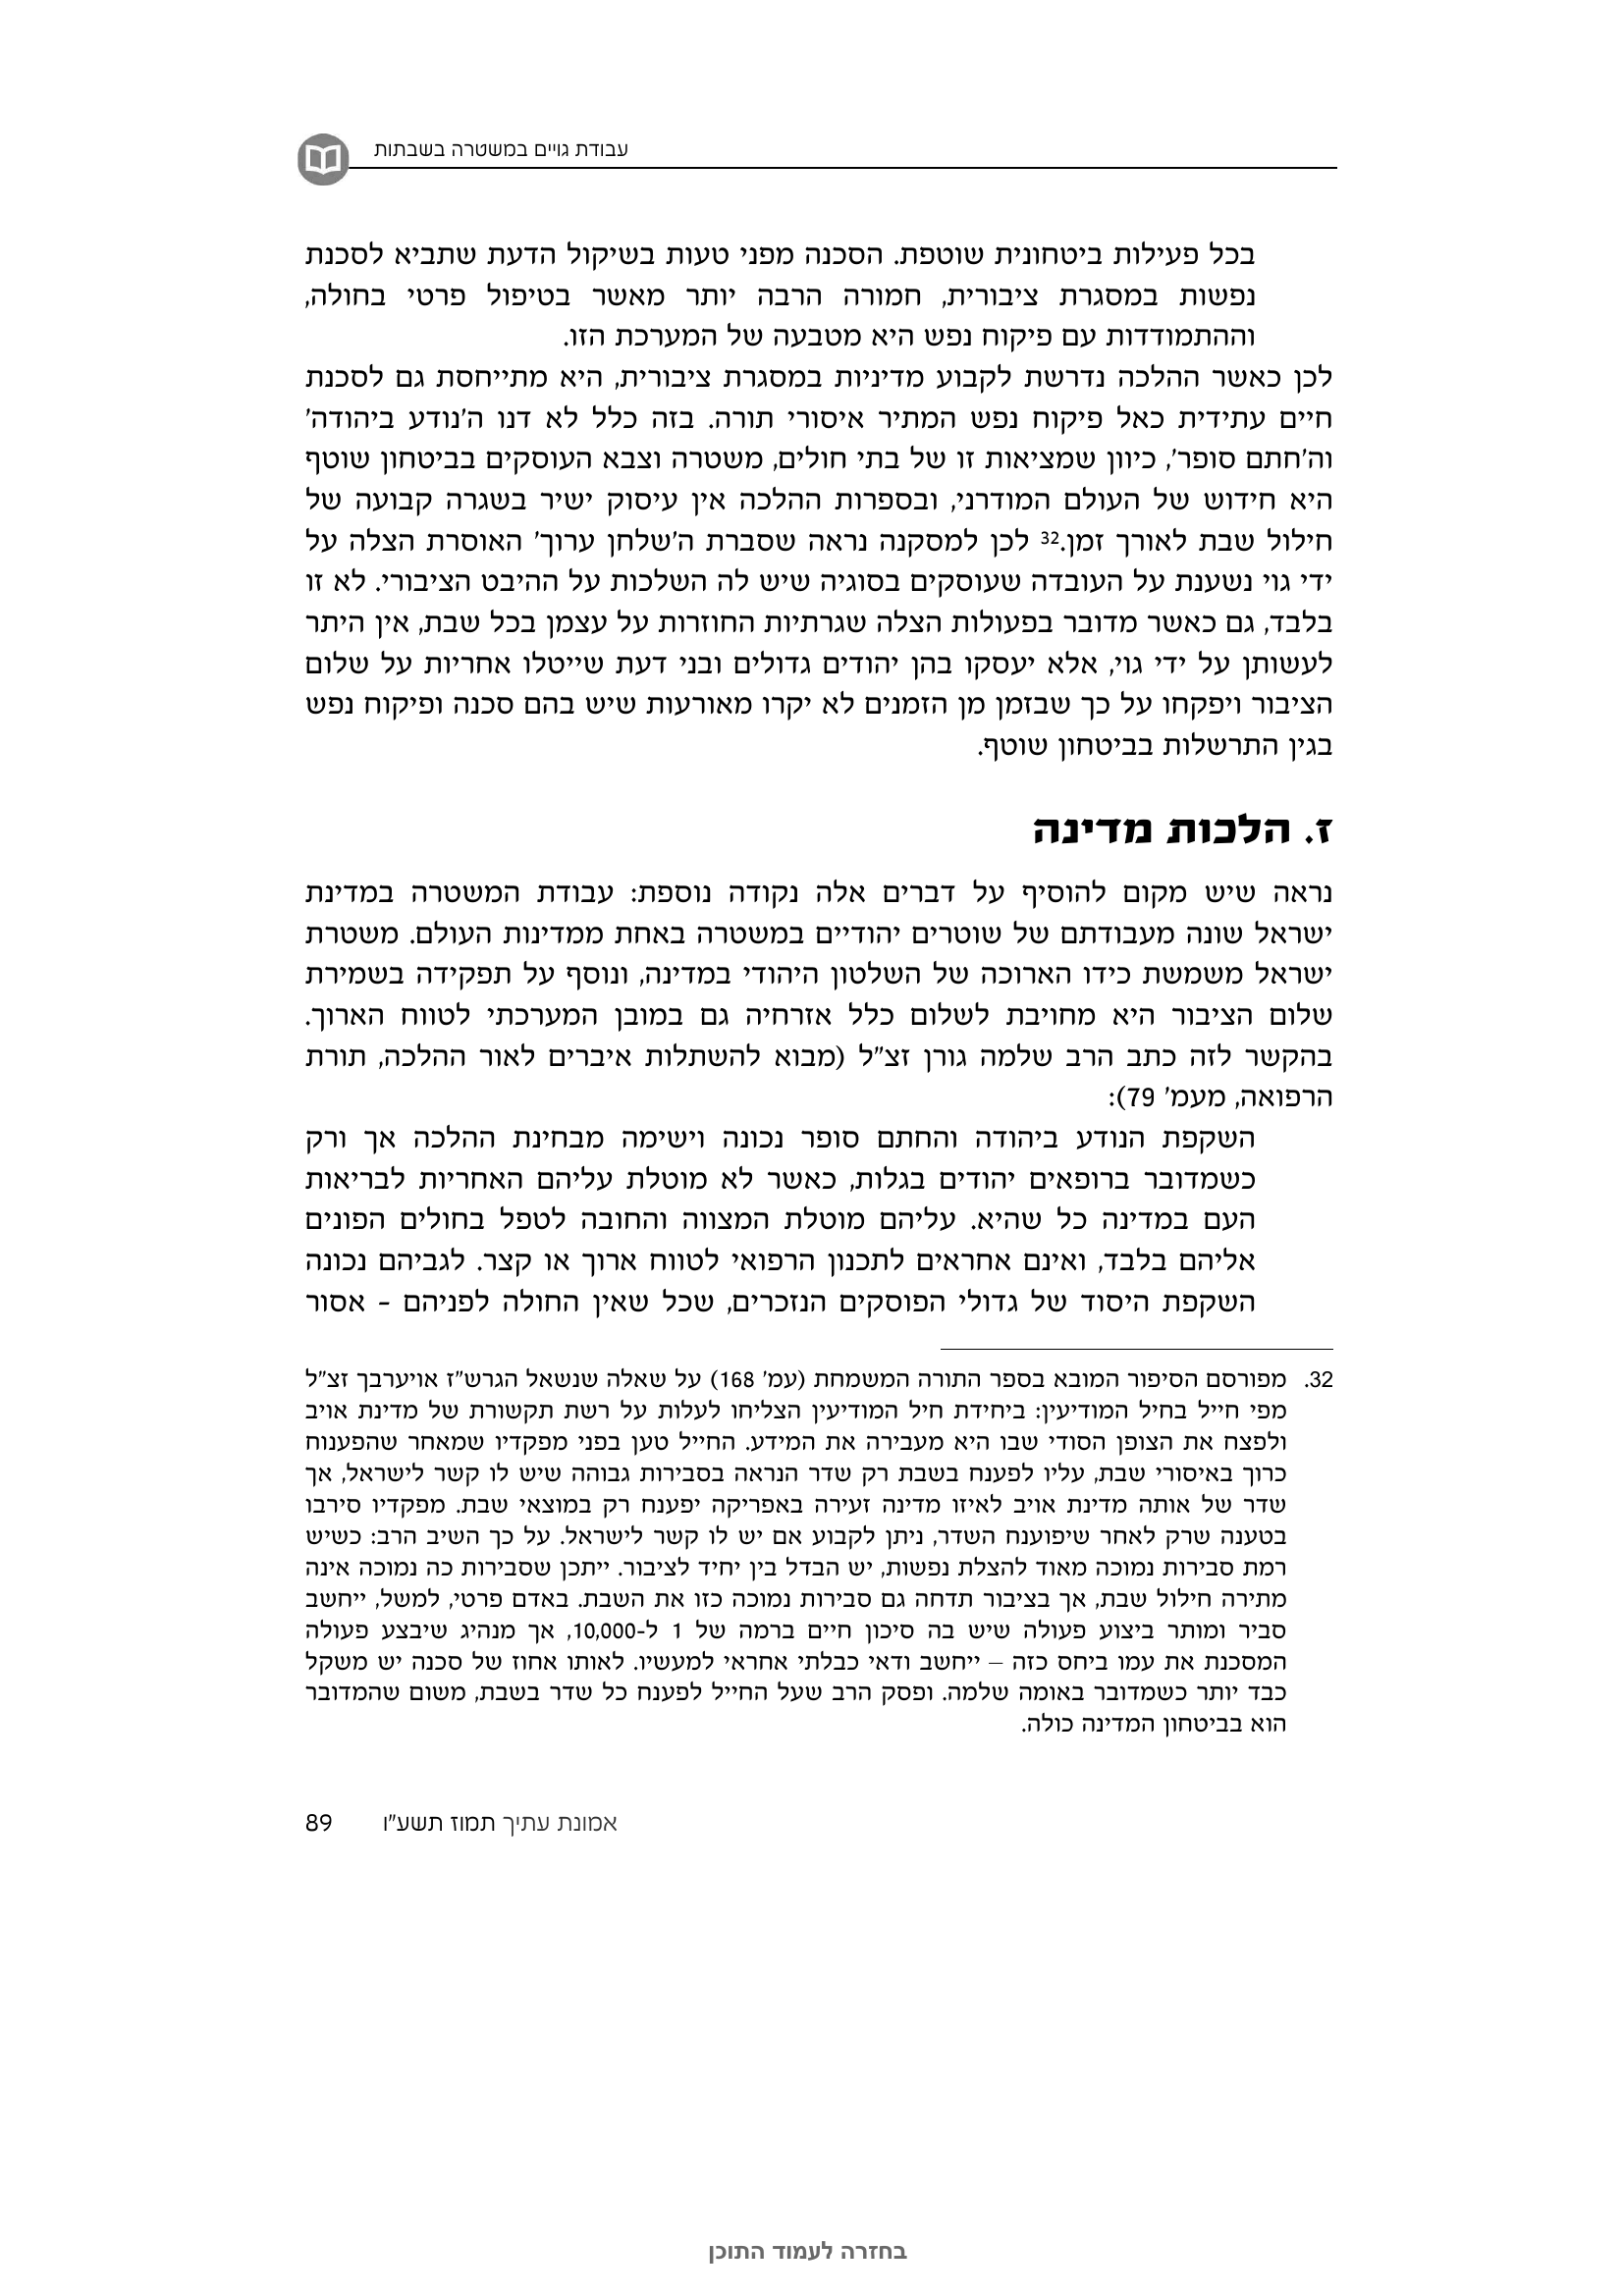 עבודת גויים במשטרה בשבתות
בכל פעילות ביטחונית שוטפת. הסכנה מפני טעות בשיקול הדעת שתביא לסכנת
נפשות במסגרת ציבורית, חמורה הרבה יותר מאשר בטיפול פרטי בחולה,
וההתמודדות עם פיקוח נפש היא מטבעה של המערכת הזו.
לכן כאשר ההלכה נדרשת לקבוע מדיניות במסגרת ציבורית, היא מתייחסת גם לסכנת
חיים עתידית כאל פיקוח נפש המתיר איסורי תורה. בזה כלל לא דנו ה'נודע ביהודה'
וה'חתם סופר', כיוון שמציאות זו של בתי חולים, משטרה וצבא העוסקים בביטחון שוטף
היא חידוש של העולם המודרני, ובספרות ההלכה אין עיסוק ישיר בשגרה קבועה של
חילול שבת לאורך זמן.32 לכן למסקנה נראה שסברת ה'שלחן ערוך' האוסרת הצלה על
ידי גוי נשענת על העובדה שעוסקים בסוגיה שיש לה השלכות על ההיבט הציבורי. לא זו
בלבד, גם כאשר מדובר בפעולות הצלה שגרתיות החוזרות על עצמן בכל שבת, אין היתר
לעשותן על ידי גוי, אלא יעסקו בהן יהודים גדולים ובני דעת שייטלו אחריות על שלום
הציבור ויפקחו על כך שבזמן מן הזמנים לא יקרו מאורעות שיש בהם סכנה ופיקוח נפש
בגין התרשלות בביטחון שוטף.
ז. הלכות מדינה
נראה שיש מקום להוסיף על דברים אלה נקודה נוספת: עבודת המשטרה במדינת
ישראל שונה מעבודתם של שוטרים יהודיים במשטרה באחת ממדינות העולם. משטרת
ישראל משמשת כידו הארוכה של השלטון היהודי במדינה, ונוסף על תפקידה בשמירת
שלום הציבור היא מחויבת לשלום כלל אזרחיה גם במובן המערכתי לטווח הארוך.
בהקשר לזה כתב הרב שלמה גורן זצ"ל (מבוא להשתלות איברים לאור ההלכה, תורת
הרפואה, מעמ' 79):
השקפת הנודע ביהודה והחתם סופר נכונה וישימה מבחינת ההלכה אך ורק
כשמדובר ברופאים יהודים בגלות, כאשר לא מוטלת עליהם האחריות לבריאות
העם במדינה כל שהיא. עליהם מוטלת המצווה והחובה לטפל בחולים הפונים
אליהם בלבד, ואינם אחראים לתכנון הרפואי לטווח ארוך או קצר. לגביהם נכונה
השקפת היסוד של גדולי הפוסקים הנזכרים, שכל שאין החולה לפניהם - אסור
32. מפורסם הסיפור המובא בספר התורה המשמחת (עמ' 168) על שאלה שנשאל הגרש"ז אויערבך זצ"ל
מפי חייל בחיל המודיעין: ביחידת חיל המודיעין הצליחו לעלות על רשת תקשורת של מדינת אויב
ולפצח את הצופן הסודי שבו היא מעבירה את המידע. החייל טען בפני מפקדיו שמאחר שהפענוח
כרוך באיסורי שבת, עליו לפענח בשבת רק שדר הנראה בסבירות גבוהה שיש לו קשר לישראל, אך
שדר של אותה מדינת אויב לאיזו מדינה זעירה באפריקה יפענח רק במוצאי שבת. מפקדיו סירבו
בטענה שרק לאחר שיפוענח השדר, ניתן לקבוע אם יש לו קשר לישראל. על כך השיב הרב: כשיש
רמת סבירות נמוכה מאוד להצלת נפשות, יש הבדל בין יחיד לציבור. ייתכן שסבירות כה נמוכה אינה
מתירה חילול שבת, אך בציבור תדחה גם סבירות נמוכה כזו את השבת. באדם פרטי, למשל, ייחשב
סביר ומותר ביצוע פעולה שיש בה סיכון חיים ברמה של 1 ל-10,000, אך מנהיג שיבצע פעולה
המסכנת את עמו ביחס כזה – ייחשב ודאי כבלתי אחראי למעשיו. לאותו אחוז של סכנה יש משקל
כבד יותר כשמדובר באומה שלמה. ופסק הרב שעל החייל לפענח כל שדר בשבת, משום שהמדובר
הוא בביטחון המדינה כולה.
אמונת עתיך תמוז תשע"ו 89
בחזרה לעמוד התוכן